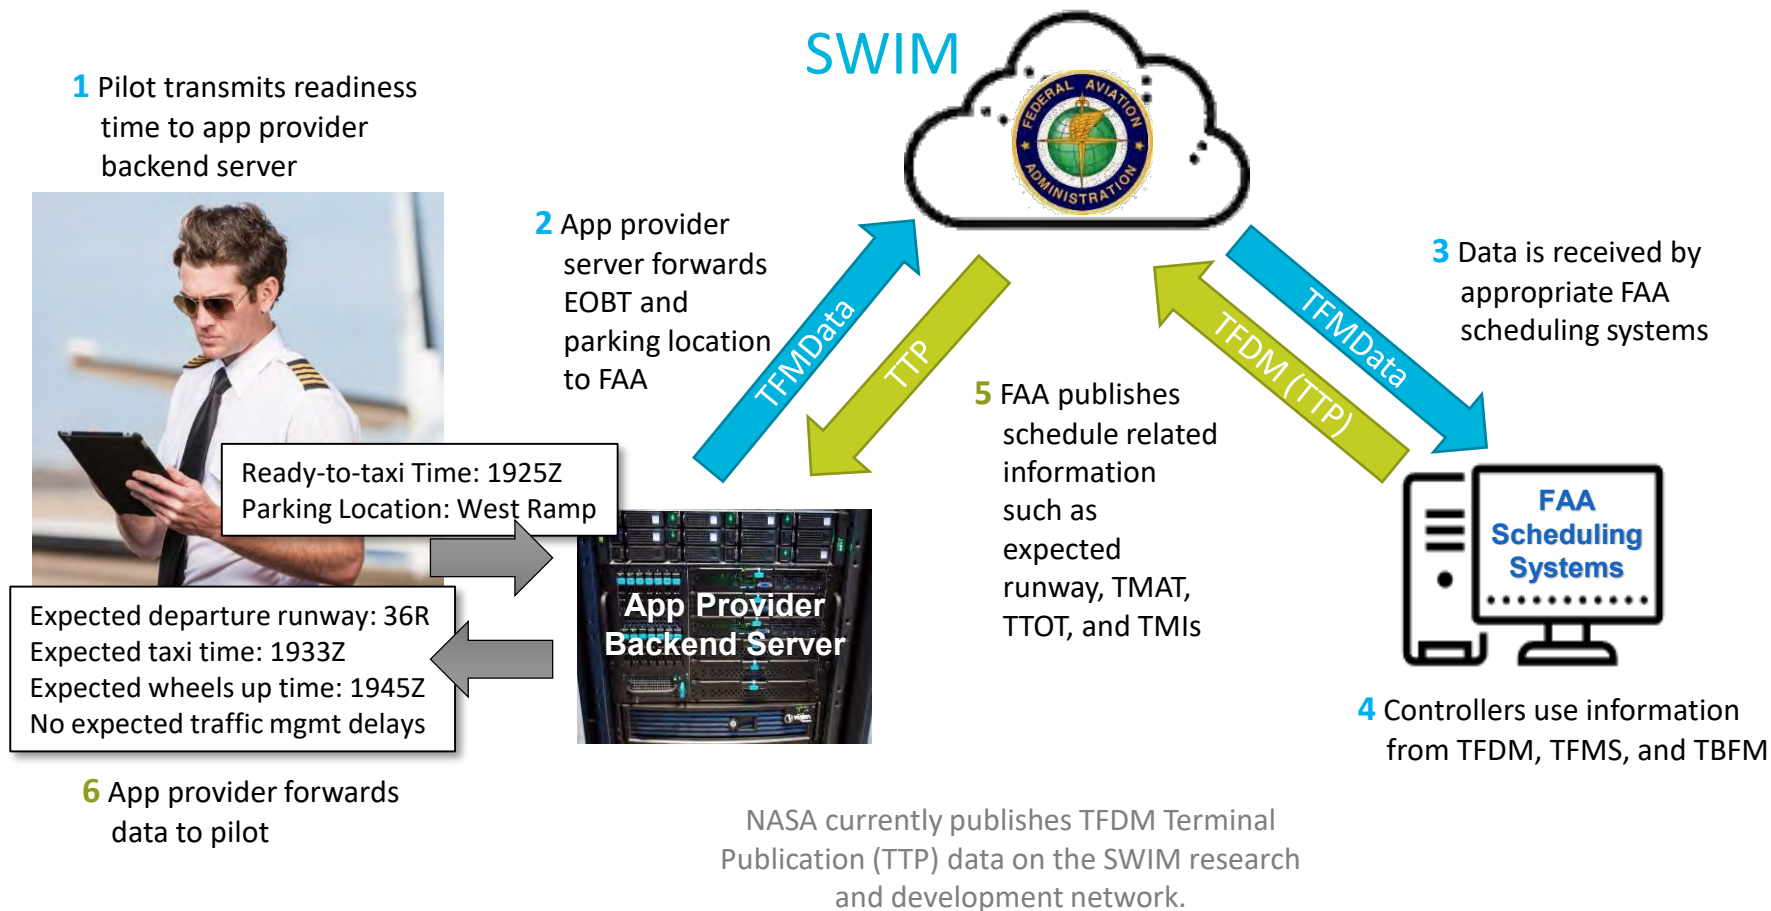 SWIM
FEDERAL AVIATION
ADMINISTRATION
1 Pilot transmits readiness
time to app provider
backend server
2 App provider
server forwards
EOBT and
parking location
to FAA
TFMData
TTP
TFMData
TFDM (TTP)
3 Data is received by
appropriate FAA
scheduling systems
Ready-to-taxi Time: 1925Z
Parking Location: West Ramp
5 FAA publishes
schedule related
information
such as
expected
runway, TMAT,
TTOT, and TMIs
FAA
Scheduling
Systems
App Provider
Backend Server
Expected departure runway: 36R
Expected taxi time: 1933Z
Expected wheels up time: 1945Z
No expected traffic mgmt delays
4 Controllers use information
from TFDM, TFMS, and TBFM
6 App provider forwards
data to pilot
NASA currently publishes TFDM Terminal
Publication (TTP) data on the SWIM research
and development network.